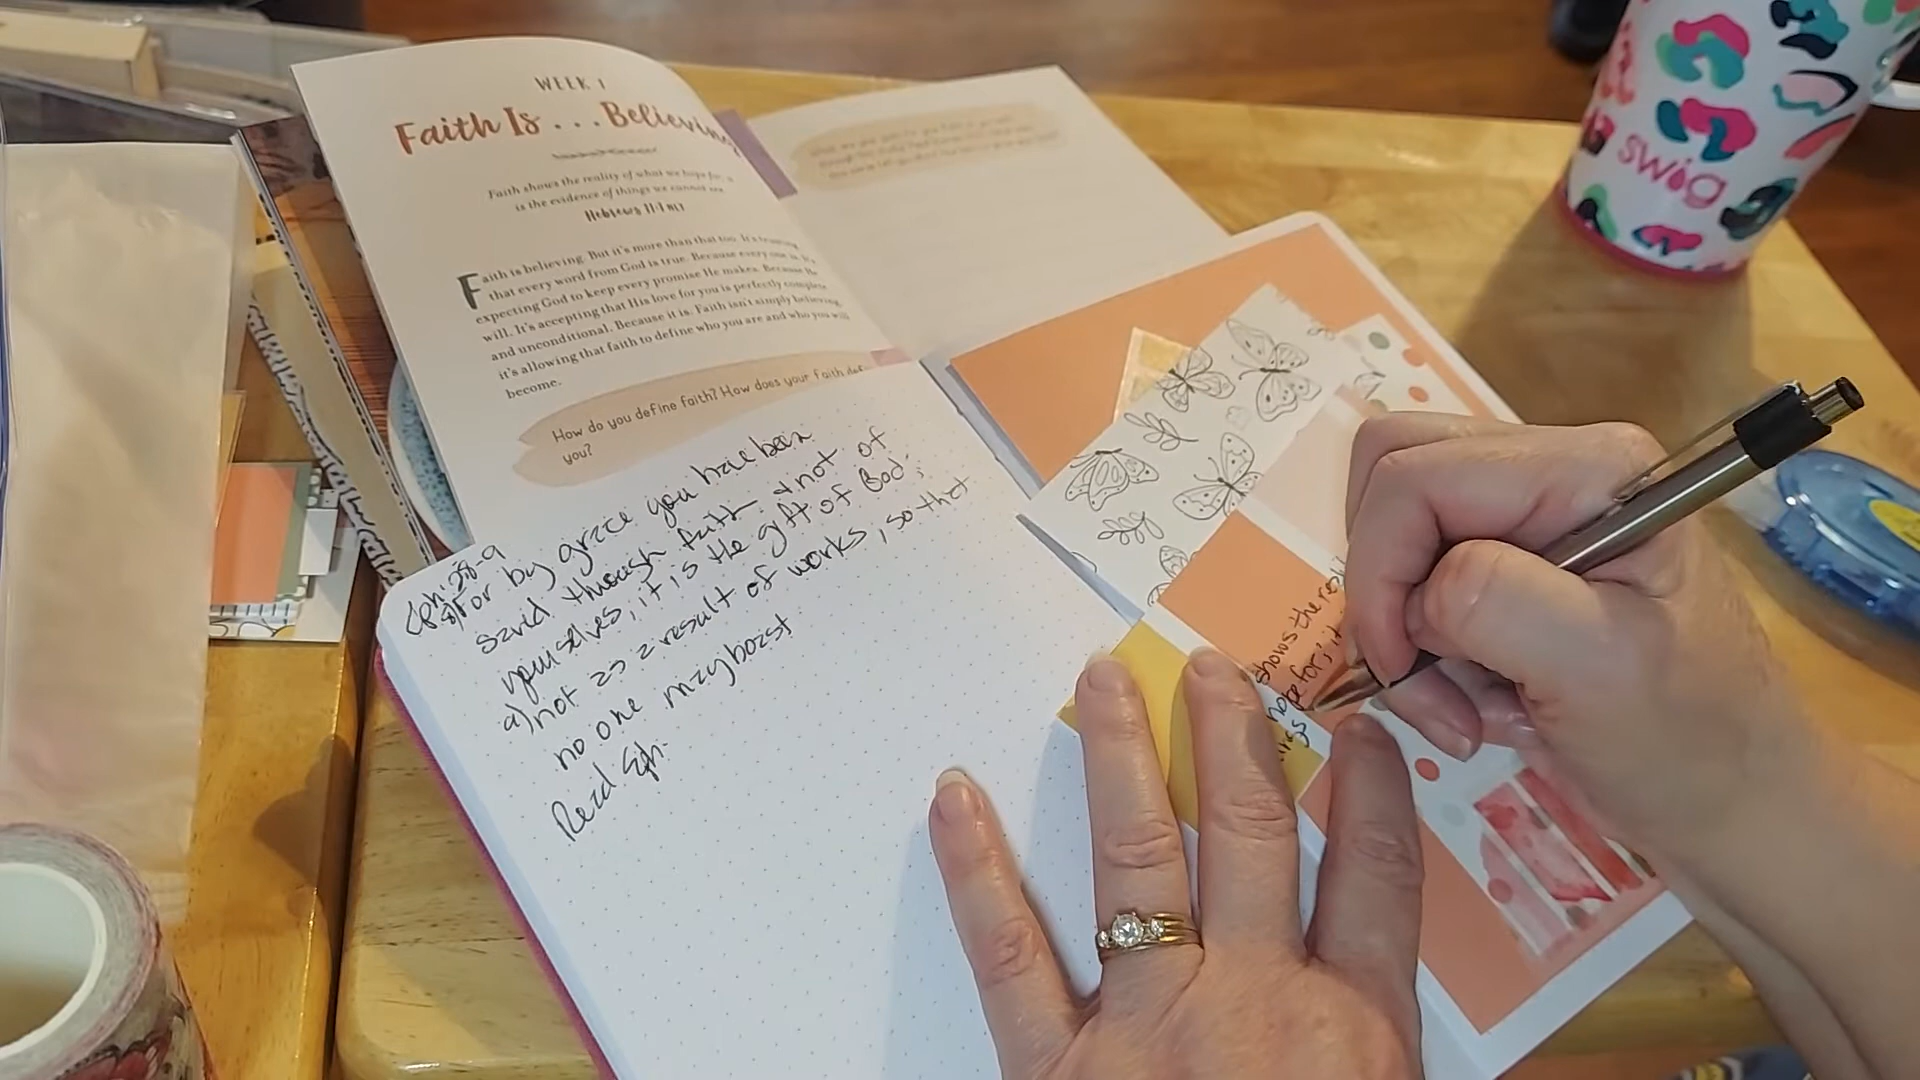 WEEK 1
Faith Is . . . Believing
Faith shows the reality of what we hope for, it
is the evidence of things we cannot see.
Hebrews 11:1 NLT
Faith is believing. But it's more than that too. It's trusting
that every word from God is true. Because every one is. It's
expecting God to keep every promise He makes. Because He
will. It's accepting that His love for you is perfectly complete
and unconditional. Because it is. Faith isn't simply believing,
it's allowing that faith to define who you are and who you will
become.
How do you define faith? How does your faith def
you?
Eph. 2:8-9
8) For by grace you have been
saved through faith. & not of
yourselves, it is the gift of God;
9) not as a result of works, so that
no one may boast.
Read Eph.
shows the re
hope for; it
swig